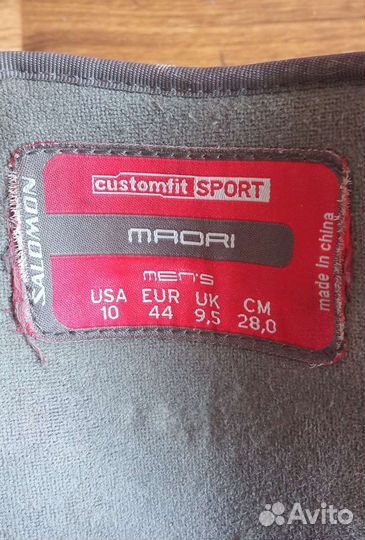 customfit SPORT
SALOMON
MAORI
men's
USA EUR UK CM
10 44 9,5 28,0
made in china
Avito